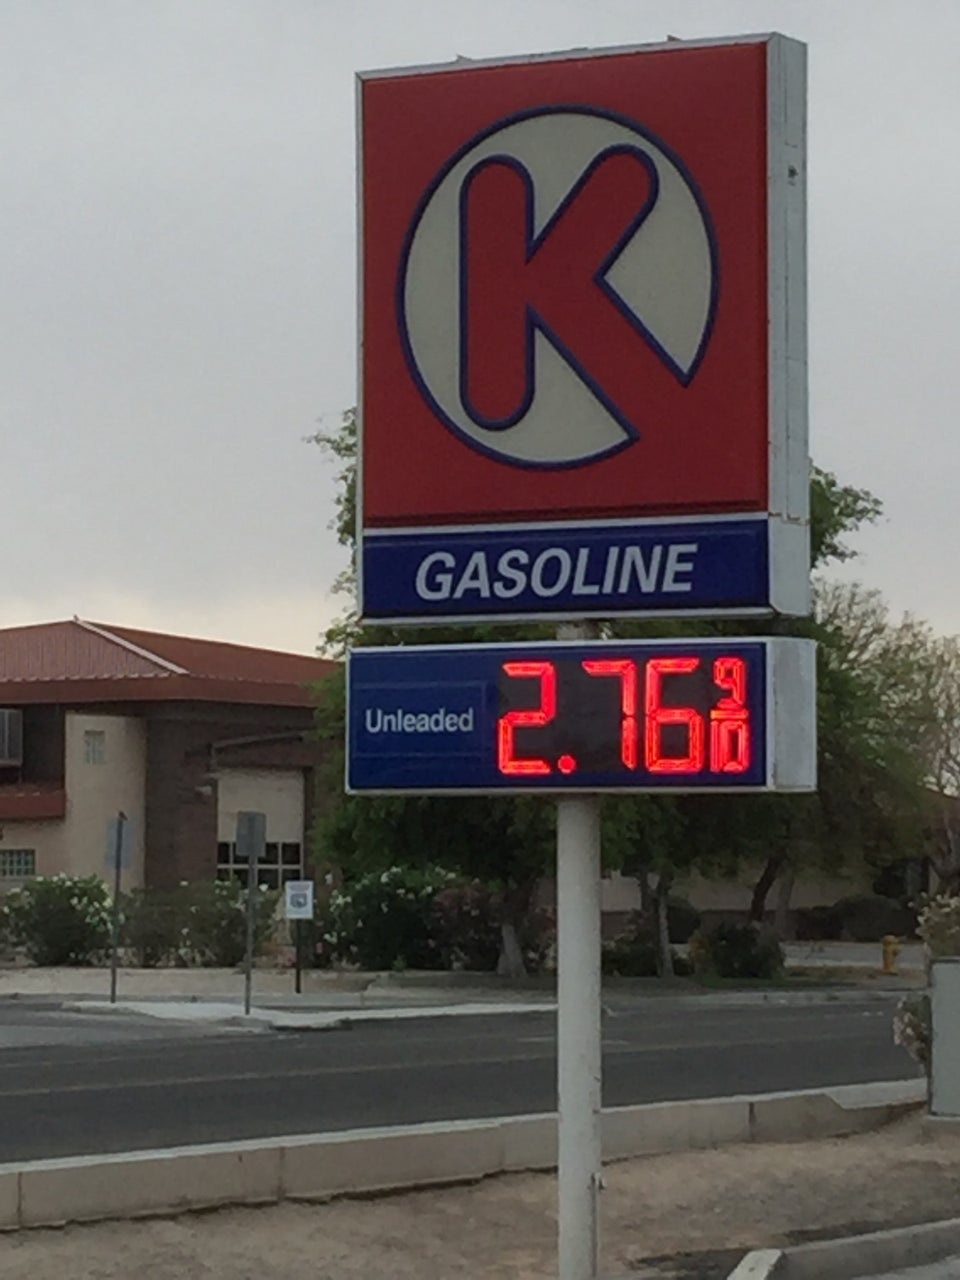 K
GASOLINE
Unleaded 2.76 9/10